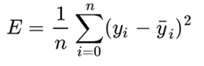 E = \frac{1}{n} \sum_{i=0}^{n} (y_i - \bar{y}_i)^2